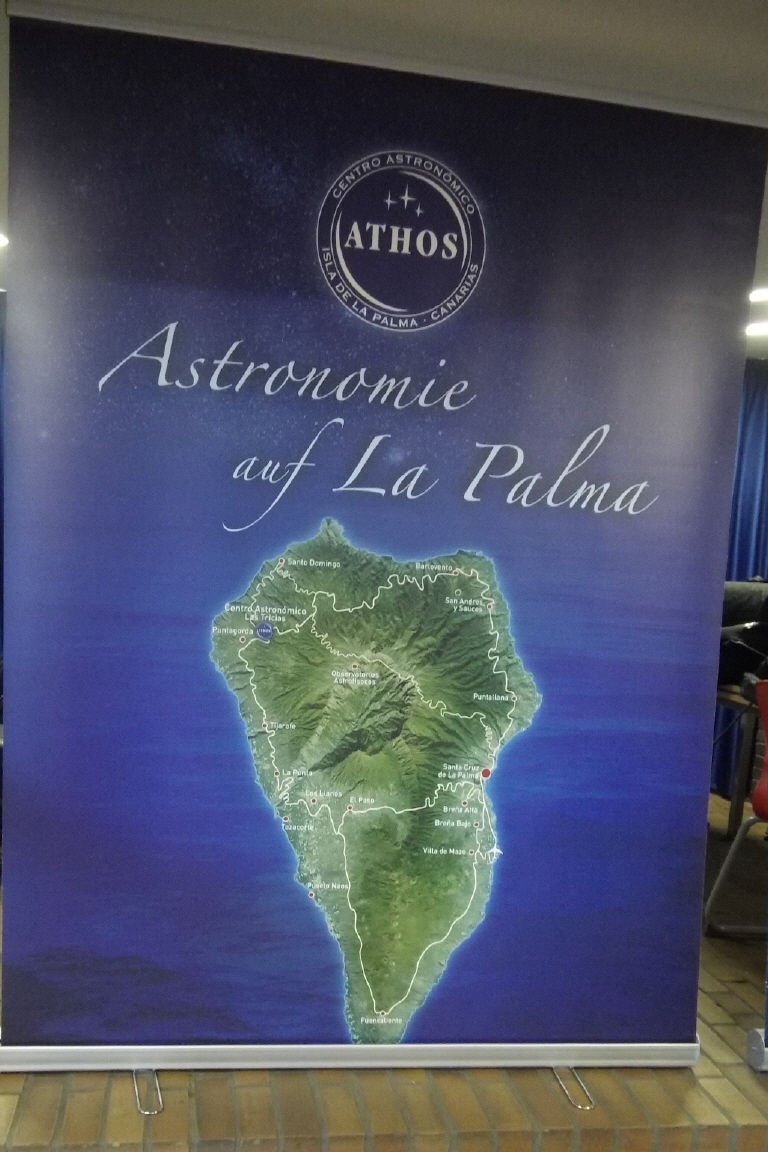 CENTRO ASTRONÓMICO
ATHOS
ISLA DE LA PALMA · CANARIAS
Astronomie
auf La Palma
Santo Domingo
Barlovento
San Andrés
y Sauces
Centro Astronómico
Las Tricias
Puntagorda
Observatorios
Astrofísicos
Puntallana
Tijarafe
Santa Cruz
de La Palma
La Punta
Los Llanos
El Paso
Breña Alta
Tazacorte
Breña Baja
Villa de Mazo
Puerto Naos
Fuencaliente